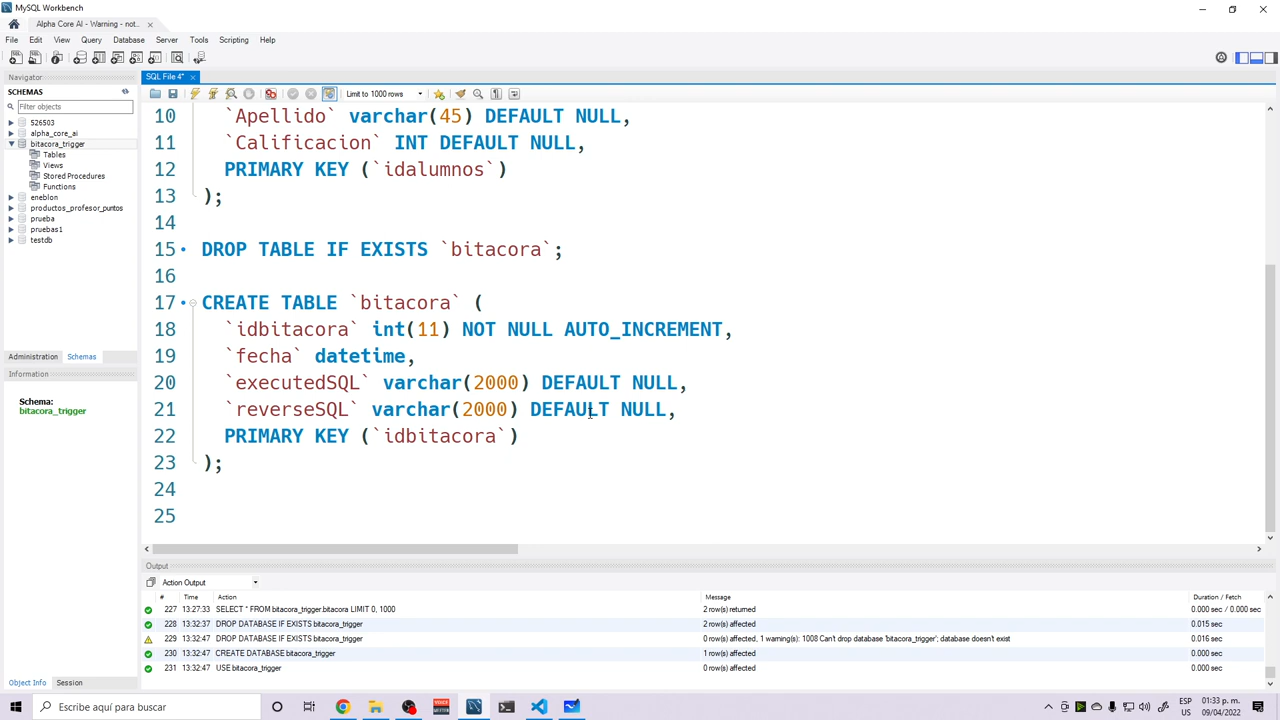 MySQL Workbench
Alpha Core AI - Warning - not...
File Edit View Query Database Server Tools Scripting Help
Navigator
SQL File 4*
SCHEMAS
Limit to 1000 rows
Filter objects
526503
alpha_core_ai
bitacora_trigger
Tables
Views
Stored Procedures
Functions
eneblon
productos_profesor_puntos
prueba
pruebas1
testdb
Administration Schemas
Information
Schema:
bitacora_trigger
Object Info Session
10 `Apellido` varchar(45) DEFAULT NULL,
11 `Calificacion` INT DEFAULT NULL,
12 PRIMARY KEY (`idalumnos`)
13 );
14
15 DROP TABLE IF EXISTS `bitacora`;
16
17 CREATE TABLE `bitacora` (
18 `idbitacora` int(11) NOT NULL AUTO_INCREMENT,
19 `fecha` datetime,
20 `executedSQL` varchar(2000) DEFAULT NULL,
21 `reverseSQL` varchar(2000) DEFAULT NULL,
22 PRIMARY KEY (`idbitacora`)
23 );
24
25
Output
Action Output
# Time Action Message Duration / Fetch
227 13:27:33 SELECT * FROM bitacora_trigger.bitacora LIMIT 0, 1000 2 row(s) returned 0.000 sec / 0.000 sec
228 13:32:37 DROP DATABASE IF EXISTS bitacora_trigger 2 row(s) affected 0.015 sec
229 13:32:47 DROP DATABASE IF EXISTS bitacora_trigger 0 row(s) affected, 1 warning(s): 1008 Can't drop database 'bitacora_trigger'; database doesn't exist 0.016 sec
230 13:32:47 CREATE DATABASE bitacora_trigger 1 row(s) affected 0.000 sec
231 13:32:47 USE bitacora_trigger 0 row(s) affected 0.000 sec
Escribe aquí para buscar
ESP
US
01:33 p. m.
09/04/2022